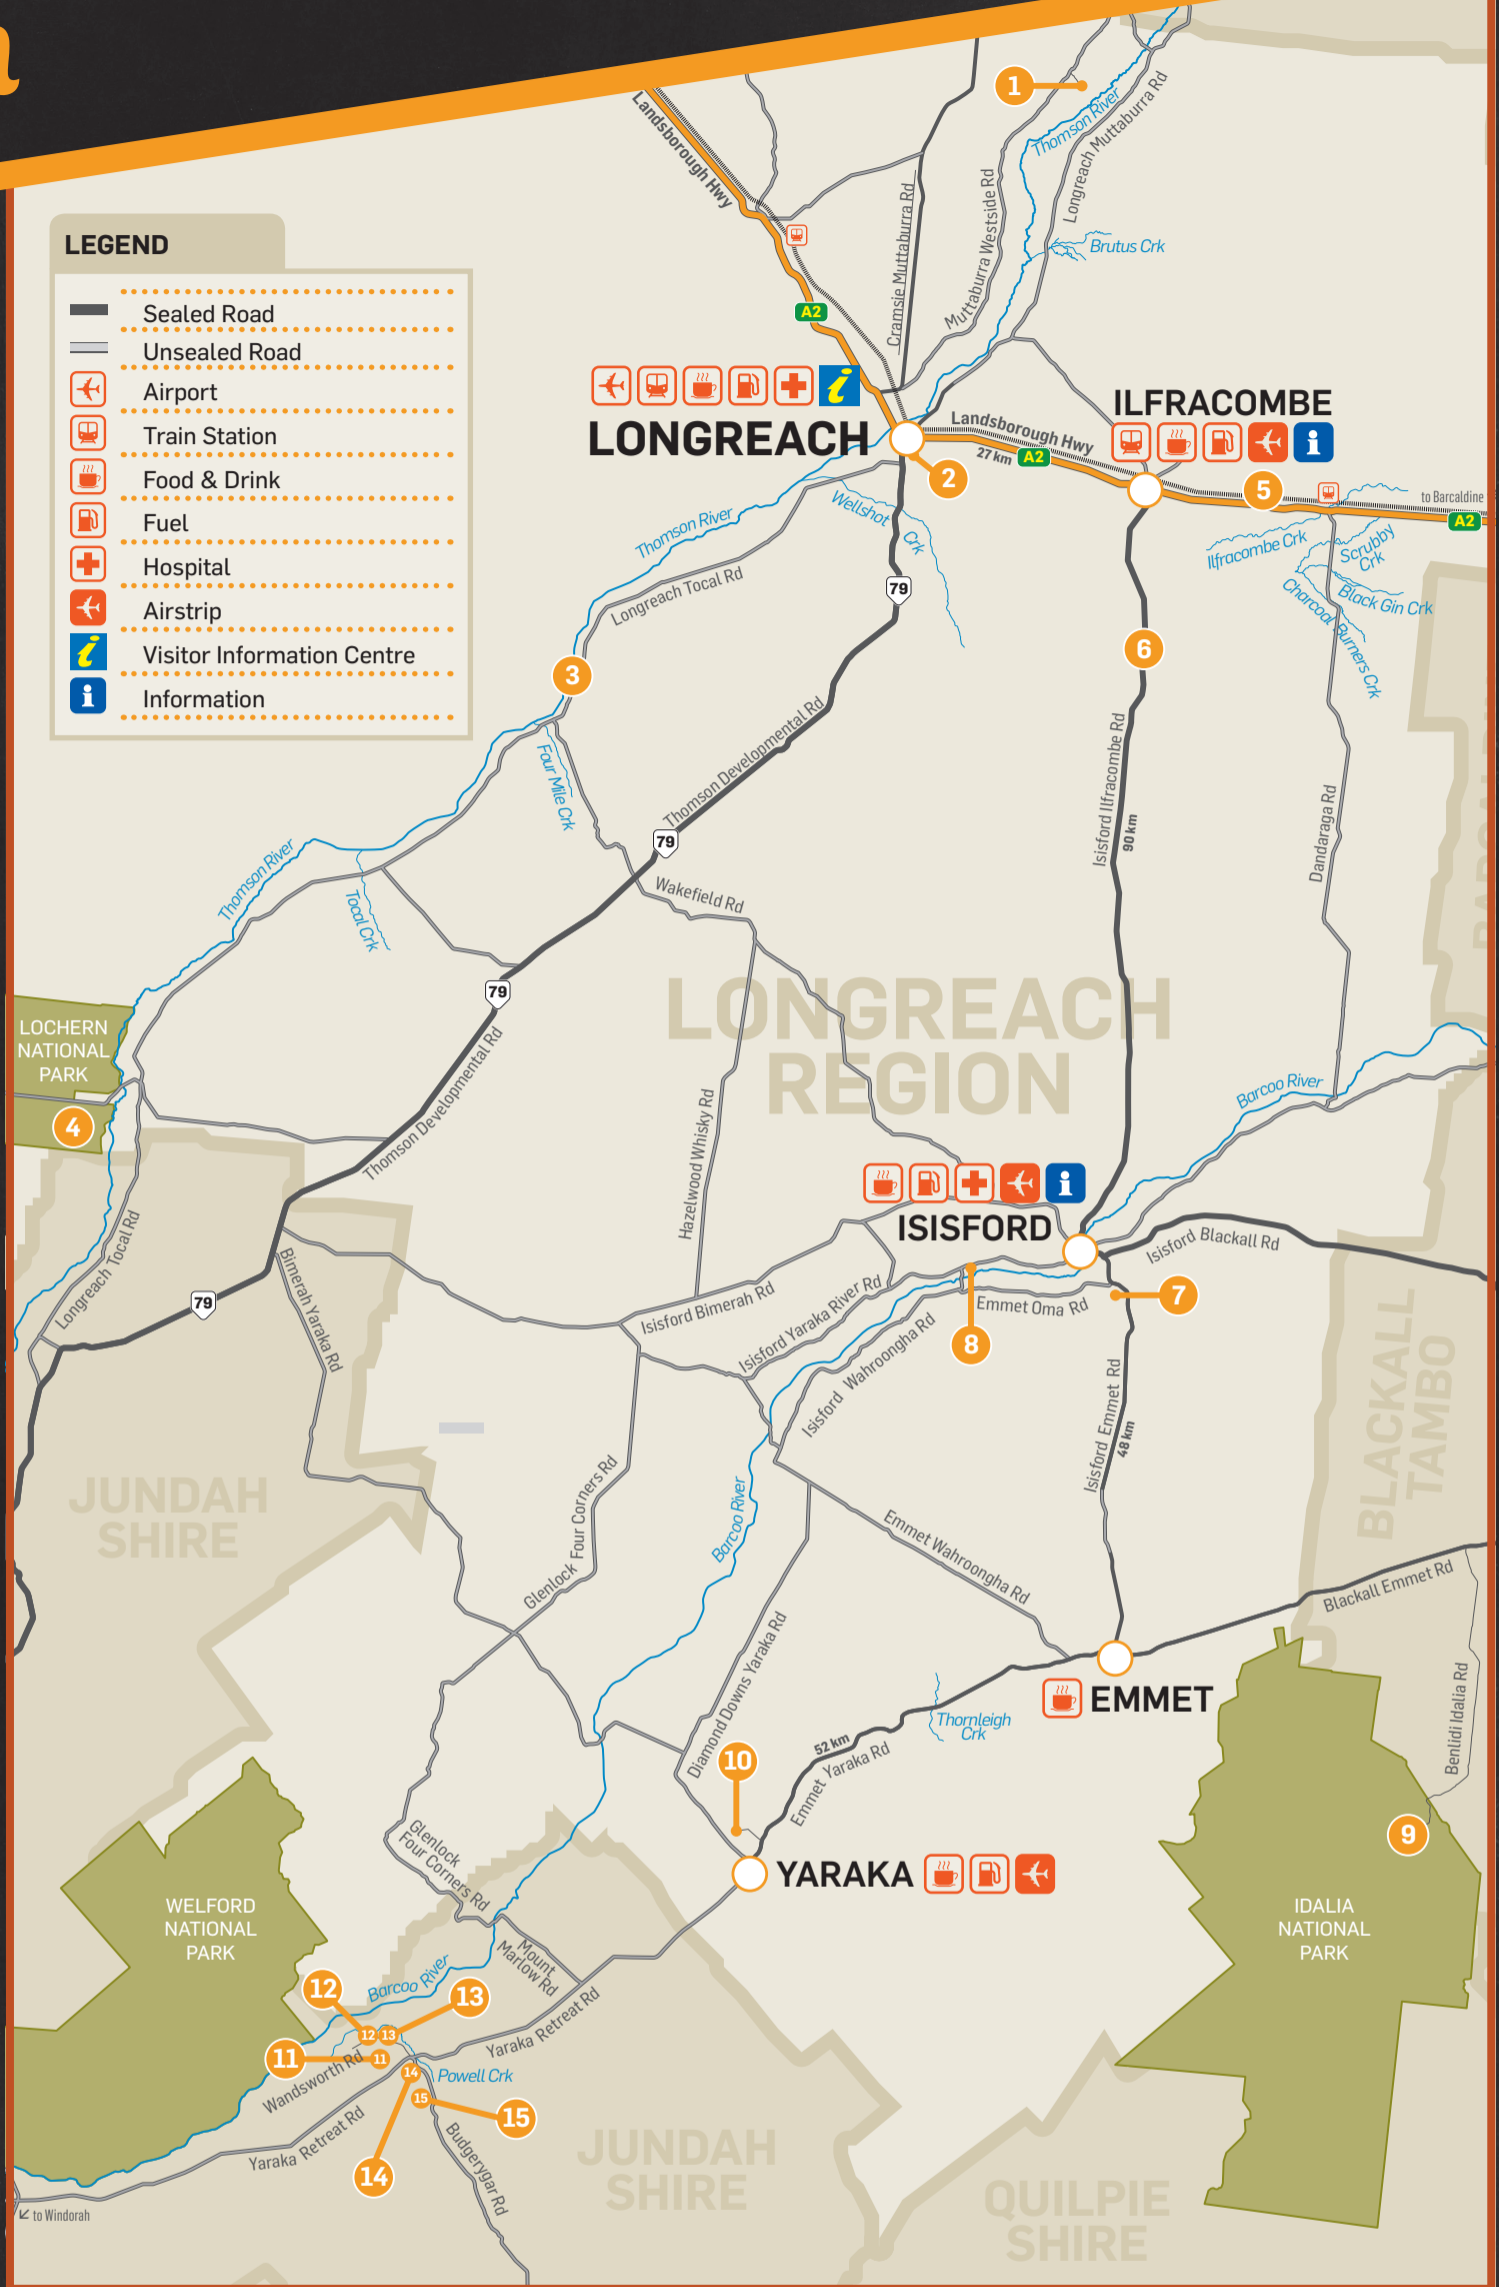 LEGEND
Sealed Road
Unsealed Road
Airport
Train Station
Food & Drink
Fuel
Hospital
Airstrip
Visitor Information Centre
Information
1
Thomson River
Longreach Muttaburra Rd
Landsborough Hwy
Cramsie Muttaburra Rd
Muttaburra Westside Rd
Brutus Crk
A2
LONGREACH
ILFRACOMBE
Landsborough Hwy
27 km
A2
2
5
to Barcaldine
A2
Wellshot Crk
Thomson River
Longreach Tocal Rd
79
Ilfracombe Crk
Scrubby
Crk
Black Gin Crk
Charcoal Burners Crk
6
3
Four Mile Crk
Thomson Developmental Rd
79
Isisford Ilfracombe Rd
90 km
Dandaraga Rd
Thomson River
Tocal Crk
Wakefield Rd
79
LONGREACH
REGION
LOCHERN
NATIONAL
PARK
4
Thomson Developmental Rd
Hazelwood Whisky Rd
Barcoo River
ISISFORD
Isisford Blackall Rd
Longreach Tocal Rd
Bimerah Yaraka Rd
79
Isisford Bimerah Rd
Isisford Yaraka River Rd
Emmet Oma Rd
7
8
Isisford Wahroongha Rd
Isisford Emmet Rd
48 km
BLACKALL
TAMBO
JUNDAH
SHIRE
Glenlock Four Corners Rd
Barcoo River
Emmet Wahroongha Rd
Blackall Emmet Rd
Diamond Downs Yaraka Rd
EMMET
Thornleigh
Crk
Benlidi Idalia Rd
52 km
Emmet Yaraka Rd
10
9
Glenlock
Four Corners Rd
YARAKA
WELFORD
NATIONAL
PARK
IDALIA
NATIONAL
PARK
Mount
Marlow Rd
Barcoo River
12
13
12
13
11
11
Yaraka Retreat Rd
Wandsworth Rd
14
Powell Crk
15
15
Yaraka Retreat Rd
14
Budgerygar Rd
JUNDAH
SHIRE
QUILPIE
SHIRE
to Windorah